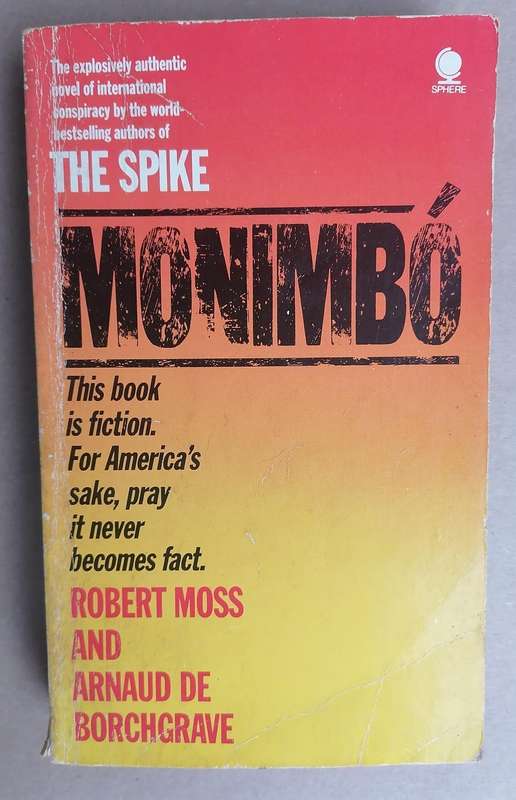 The explosively authentic
novel of international
conspiracy by the world-
bestselling authors of
THE SPIKE
SPHERE
MONIMBÓ
This book
is fiction.
For America's
sake, pray
it never
becomes fact.
ROBERT MOSS
AND
ARNAUD DE
BORCHGRAVE